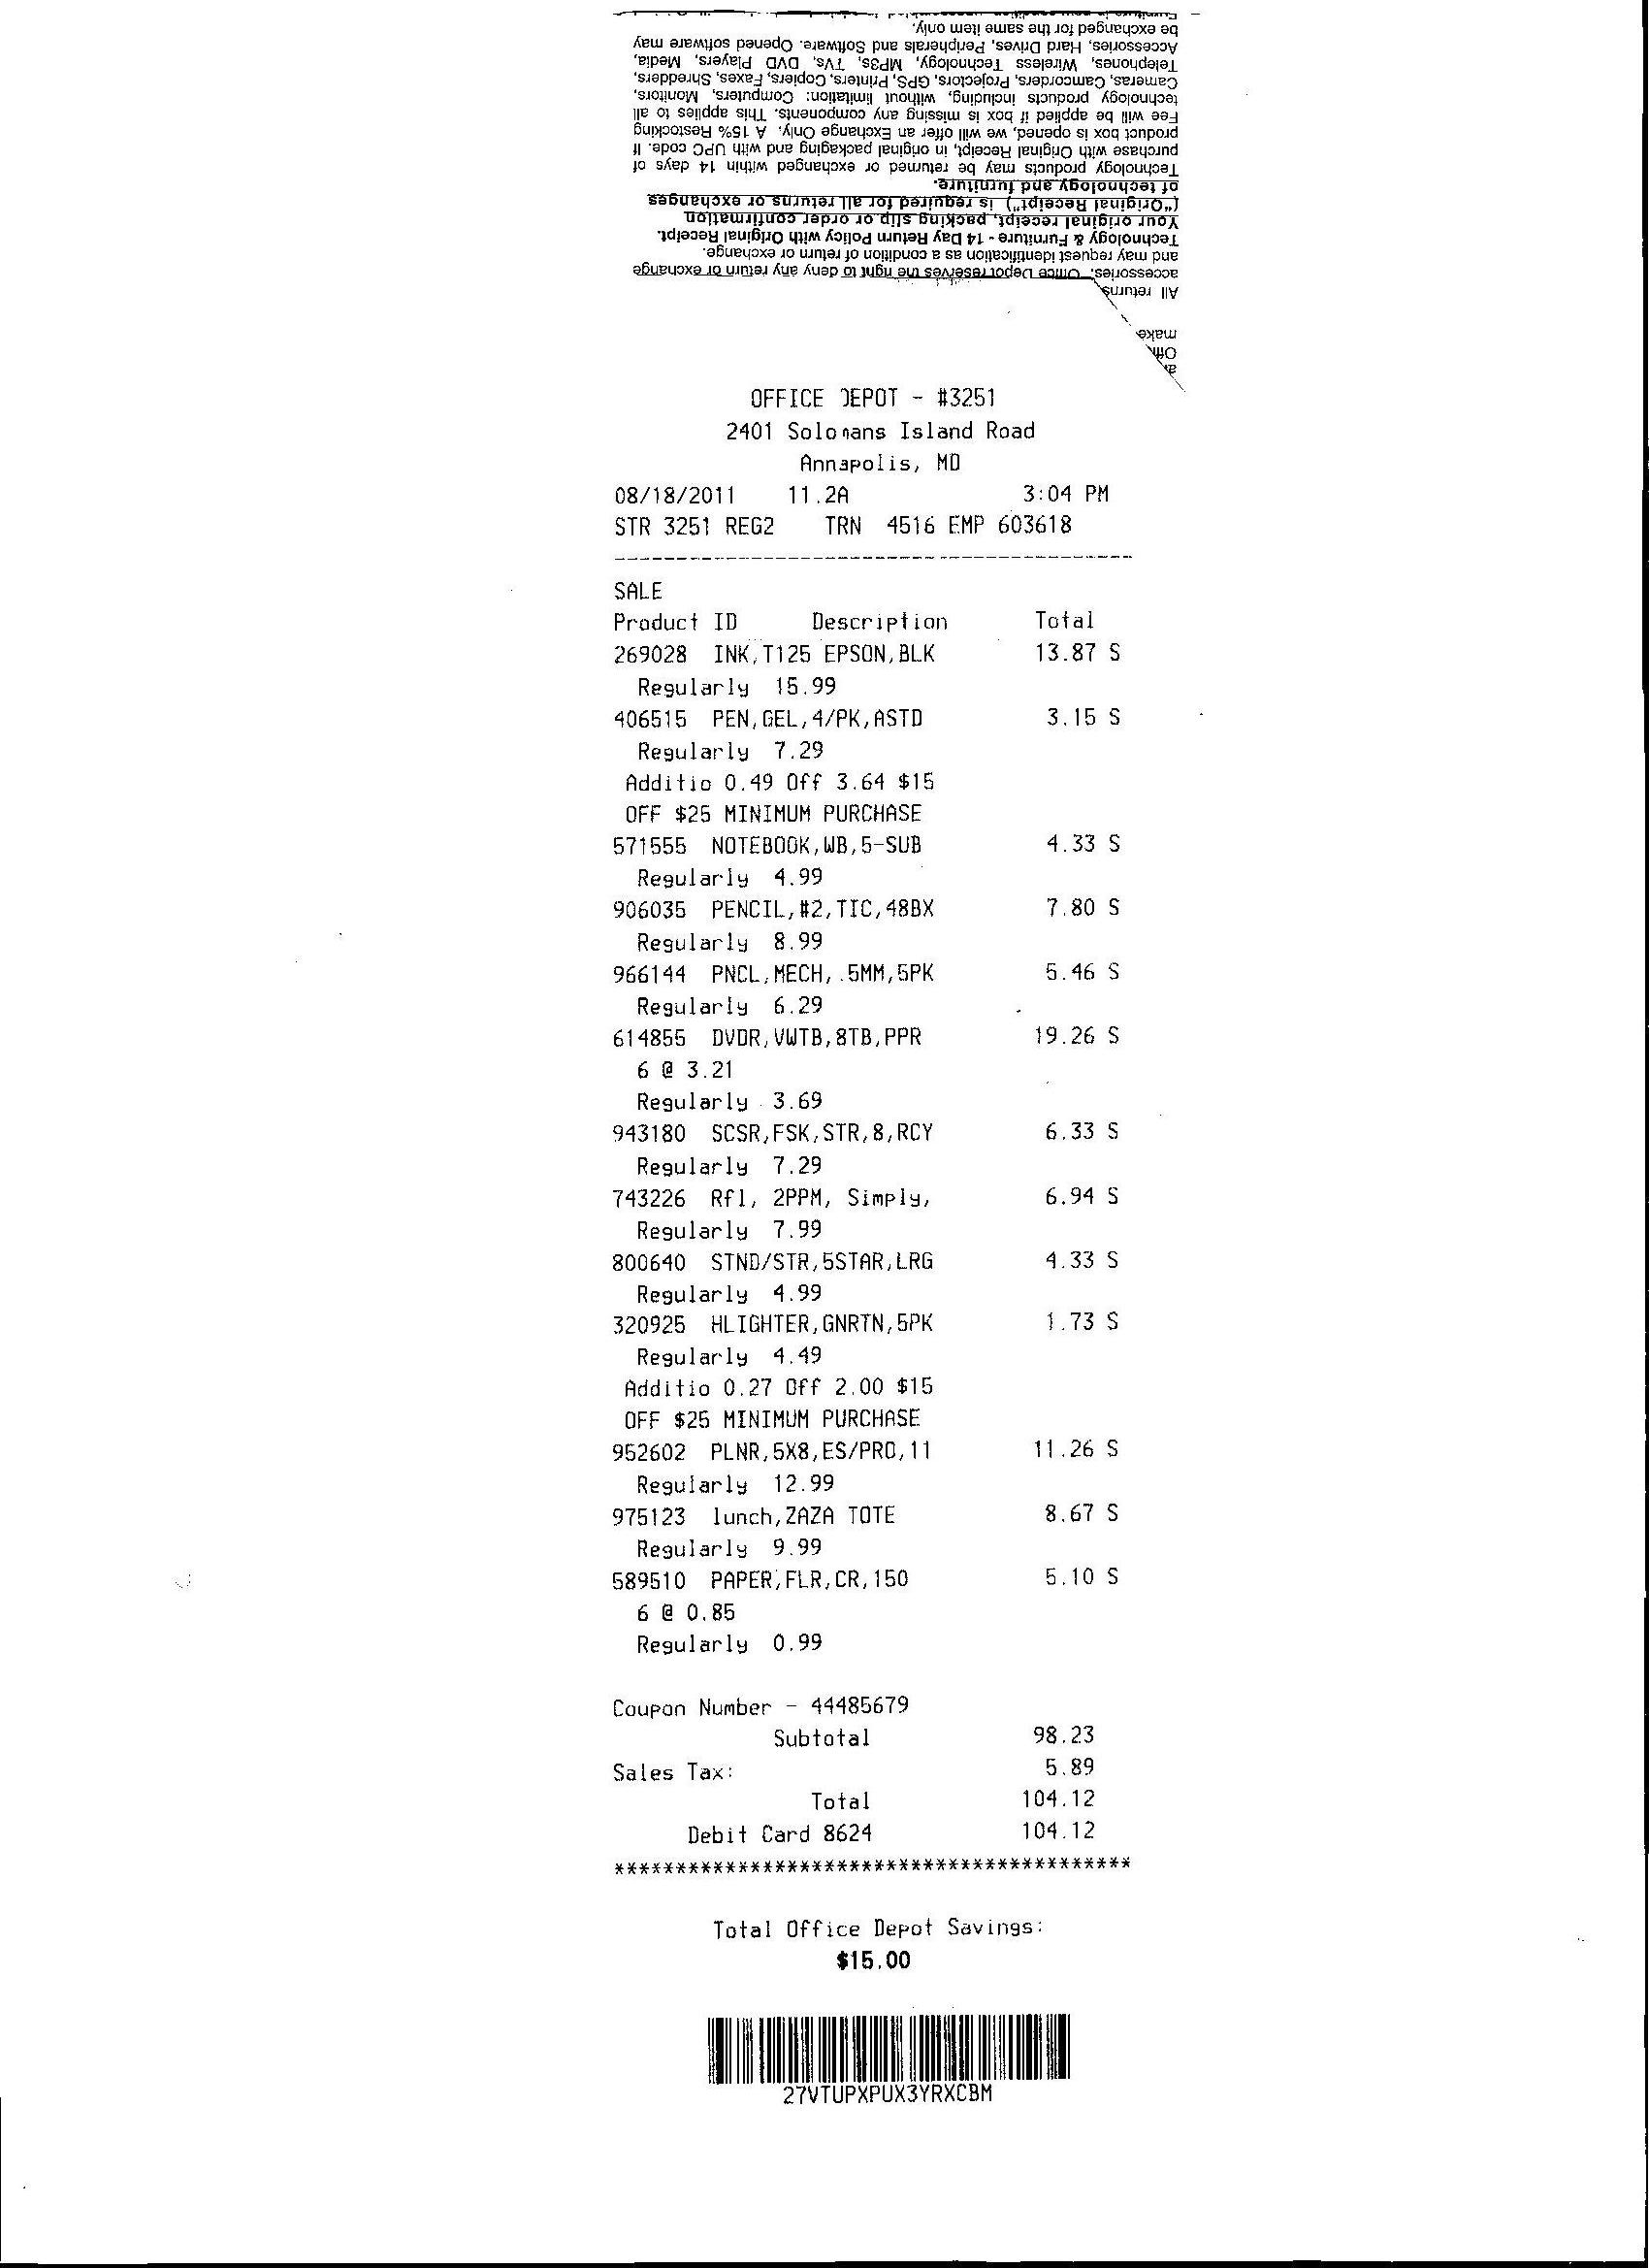 Furniture in
be exchanged for the same item only.
Accessories, Hard Drives, Peripherals and Software. Opened software may
Telephones, Wireless Technology, MP3s, TVs, DVD Players, Media,
Cameras, Camcorders, Projectors, GPS, Printers, Copiers, Faxes, Shredders,
technology products including, without limitation: Computers, Monitors,
Fee will be applied if box is missing any components. This applies to all
product box is opened, we will offer an Exchange Only. A 15% Restocking
purchase with Original Receipt, in original packaging and with UPC code. If
Technology products may be returned or exchanged within 14 days of
of technology and furniture.
("Original Receipt") is required for all returns or exchanges
Your original receipt, packing slip or order confirmation
Technology & Furniture - 14 Day Return Policy with Original Receipt.
and may request identification as a condition of return or exchange.
accessories. Office Depot reserves the right to deny any return or exchange
All returns
make
Offi
ar
OFFICE DEPOT - #3251
2401 Solomans Island Road
Annapolis, MD
08/18/2011 11.2A 3:04 PM
STR 3251 REG2 TRN 4516 EMP 603618
------------------------------------------
SALE
Product ID Description Total
269028 INK,T125 EPSON,BLK 13.87 S
Regularly 15.99
406515 PEN,GEL,4/PK,ASTD 3.15 S
Regularly 7.29
Additio 0.49 Off 3.64 $15
OFF $25 MINIMUM PURCHASE
571555 NOTEBOOK,WB,5-SUB 4.33 S
Regularly 4.99
906035 PENCIL,#2,TIC,48BX 7.80 S
Regularly 8.99
966144 PNCL,MECH,.5MM,5PK 5.46 S
Regularly 6.29
614855 DVDR,VWTB,8TB,PPR 19.26 S
6 @ 3.21
Regularly 3.69
943180 SCSR,FSK,STR,8,RCY 6.33 S
Regularly 7.29
743226 Rfl, 2PPM, Simply, 6.94 S
Regularly 7.99
800640 STND/STR,5STAR,LRG 4.33 S
Regularly 4.99
320925 HLIGHTER,GNRTN,5PK 1.73 S
Regularly 4.49
Additio 0.27 Off 2.00 $15
OFF $25 MINIMUM PURCHASE
952602 PLNR,5X8,ES/PRO,11 11.26 S
Regularly 12.99
975123 lunch,ZAZA TOTE 8.67 S
Regularly 9.99
589510 PAPER,FLR,CR,150 5.10 S
6 @ 0.85
Regularly 0.99
Coupon Number - 44485679
Subtotal 98.23
Sales Tax: 5.89
Total 104.12
Debit Card 8624 104.12
******************************************
Total Office Depot Savings:
$15.00
27VTUPXPUX3YRXCBM